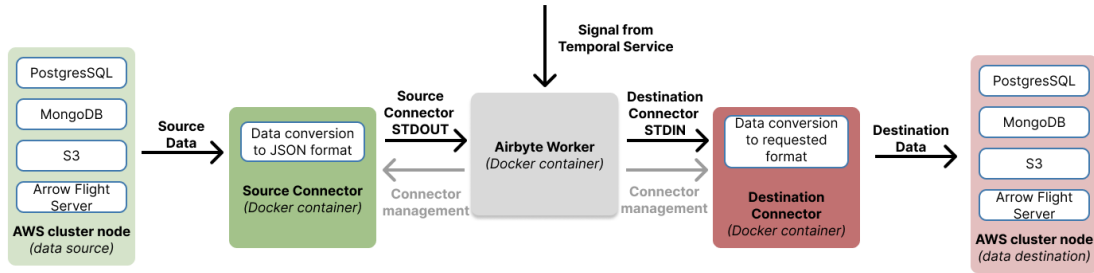 PostgresSQL
MongoDB
S3
Arrow Flight
Server
AWS cluster node
(data source)
Source
Data
Data conversion
to JSON format
Source Connector
(Docker container)
Source
Connector
STDOUT
Connector
management
Signal from
Temporal Service
Airbyte Worker
(Docker container)
Destination
Connector
STDIN
Connector
management
Data conversion
to requested
format
Destination
Connector
(Docker container)
Destination
Data
PostgresSQL
MongoDB
S3
Arrow Flight
Server
AWS cluster node
(data destination)